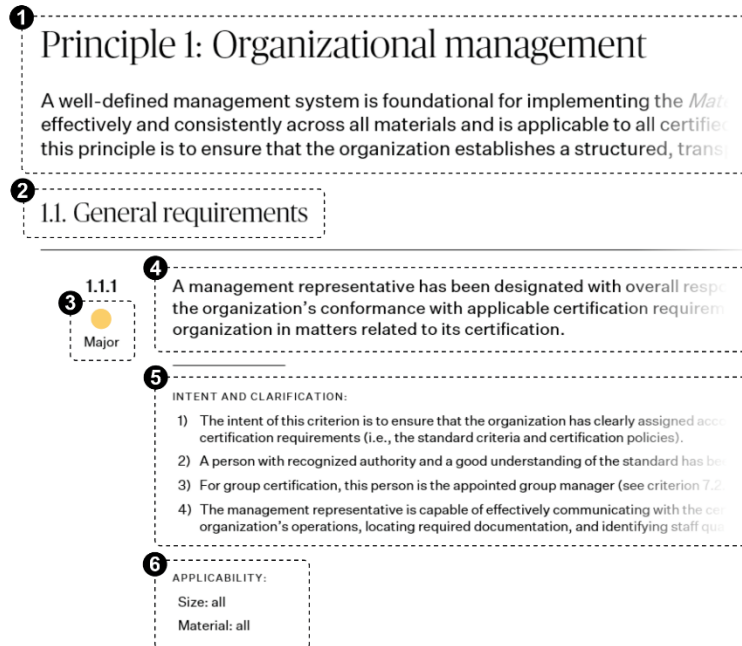 1
Principle 1: Organizational management
A well-defined management system is foundational for implementing the
effectively and consistently across all materials and is applicable to all certified
this principle is to ensure that the organization establishes a structured,
2
1.1. General requirements
1.1.1
3
Major
4
A management representative has been designated with overall
the organization's conformance with applicable certification
organization in matters related to its certification.
5
INTENT AND CLARIFICATION:
1) The intent of this criterion is to ensure that the organization has clearly assigned
certification requirements (i.e., the standard criteria and certification policies).
2) A person with recognized authority and a good understanding of the standard has
3) For group certification, this person is the appointed group manager (see criterion 7.2
4) The management representative is capable of effectively communicating with the
organization's operations, locating required documentation, and identifying staff
6
APPLICABILITY:
Size: all
Material: all